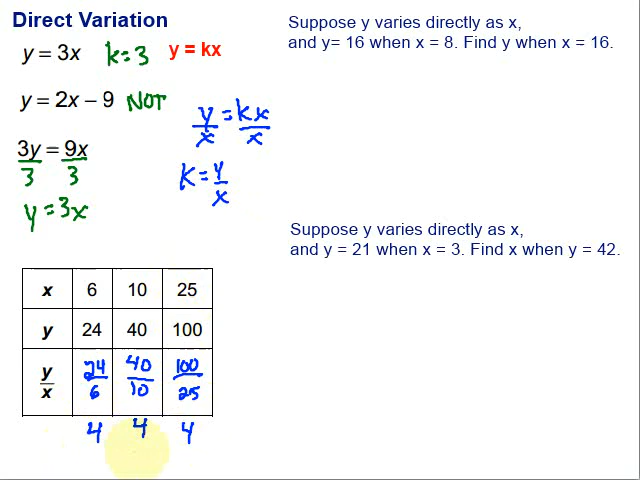 Direct Variation
y = 3x k = 3 y = kx
y = 2x – 9 NOT
3y = 9x
3 3
y = 3x
y = kx
x x
k = y
x
x 6 10 25
y 24 40 100
y 24 40 100
x 6 10 25
4 4 4
Suppose y varies directly as x,
and y= 16 when x = 8. Find y when x = 16.
Suppose y varies directly as x,
and y = 21 when x = 3. Find x when y = 42.